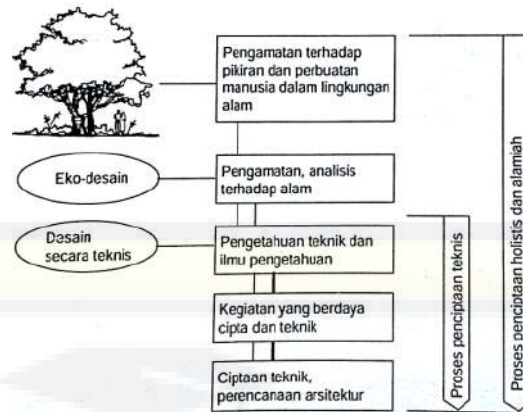 Pengamatan terhadap
pikiran dan perbuatan
manusia dalam lingkungan
alam
Eko-desain
Pengamatan, analisis
terhadap alam
Desain
secara teknis
Pengetahuan teknik dan
ilmu pengetahuan
Kegiatan yang berdaya
cipta dan teknik
Ciptaan teknik,
perencanaan arsitektur
Proses penciptaan teknis
Proses penciptaan holistis dan alamiah